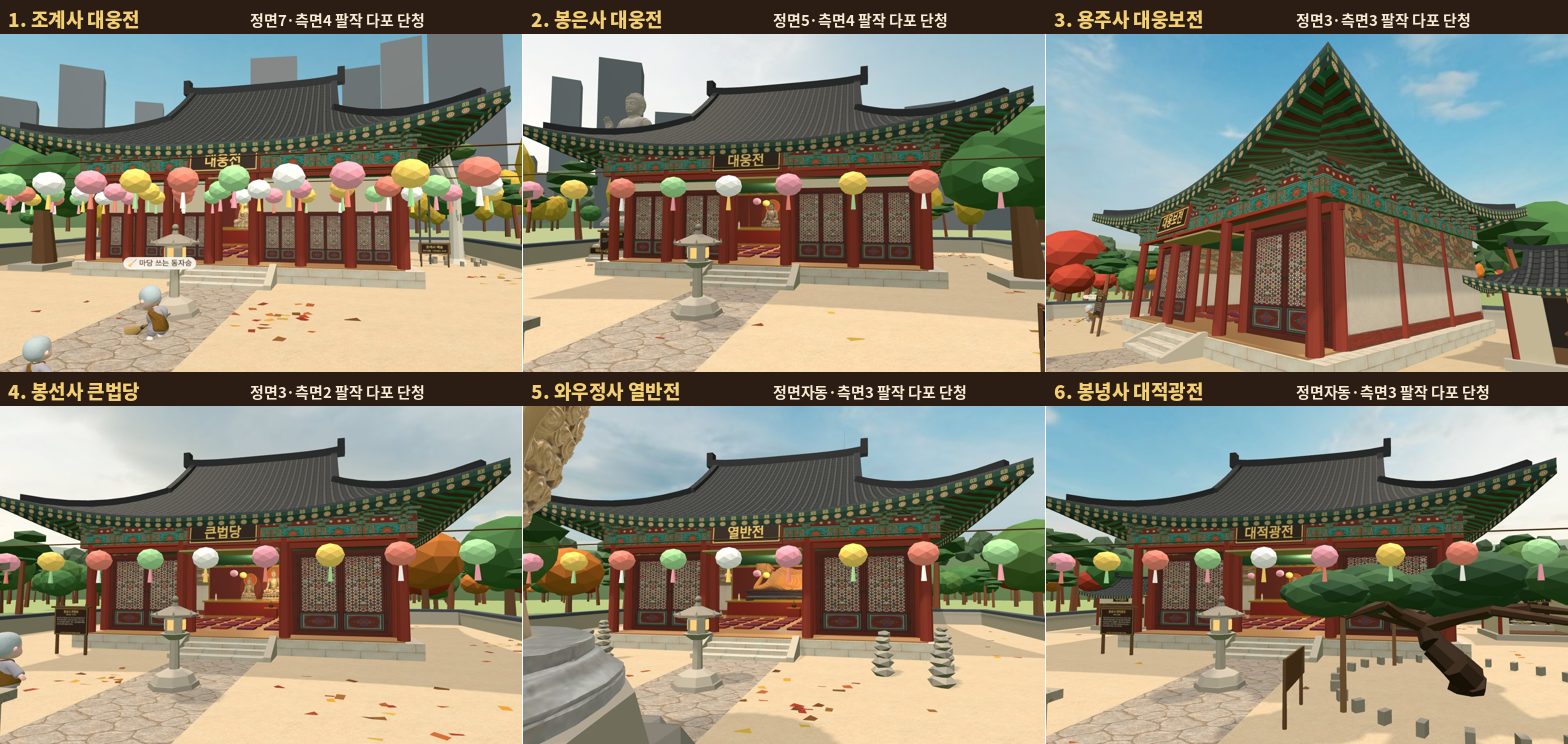 1. 조계사 대웅전
정면7·측면4 팔작 다포 단청
2. 봉은사 대웅전
정면5·측면4 팔작 다포 단청
3. 용주사 대웅보전
정면3·측면3 팔작 다포 단청
대웅전
마당 쓰는 동자승
대웅전
대웅보전
4. 봉선사 큰법당
정면3·측면2 팔작 다포 단청
5. 와우정사 열반전
정면자동·측면3 팔작 다포 단청
6. 봉녕사 대적광전
정면자동·측면3 팔작 다포 단청
큰법당
열반전
대적광전